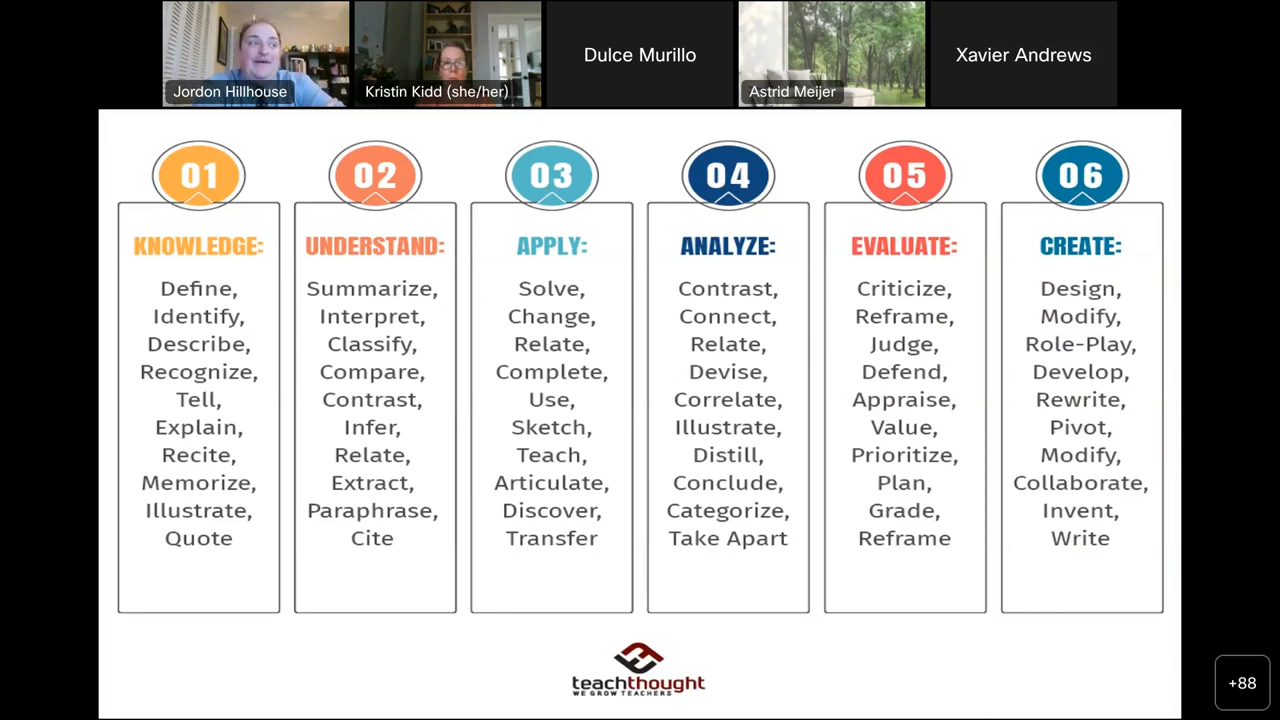 Jordon Hillhouse
Kristin Kidd (she/her)
Dulce Murillo
Astrid Meijer
Xavier Andrews
01
KNOWLEDGE:
Define,
Identify,
Describe,
Recognize,
Tell,
Explain,
Recite,
Memorize,
Illustrate,
Quote
02
UNDERSTAND:
Summarize,
Interpret,
Classify,
Compare,
Contrast,
Infer,
Relate,
Extract,
Paraphrase,
Cite
03
APPLY:
Solve,
Change,
Relate,
Complete,
Use,
Sketch,
Teach,
Articulate,
Discover,
Transfer
04
ANALYZE:
Contrast,
Connect,
Relate,
Devise,
Correlate,
Illustrate,
Distill,
Conclude,
Categorize,
Take Apart
05
EVALUATE:
Criticize,
Reframe,
Judge,
Defend,
Appraise,
Value,
Prioritize,
Plan,
Grade,
Reframe
06
CREATE:
Design,
Modify,
Role-Play,
Develop,
Rewrite,
Pivot,
Modify,
Collaborate,
Invent,
Write
teachthought
WE GROW TEACHERS
+88